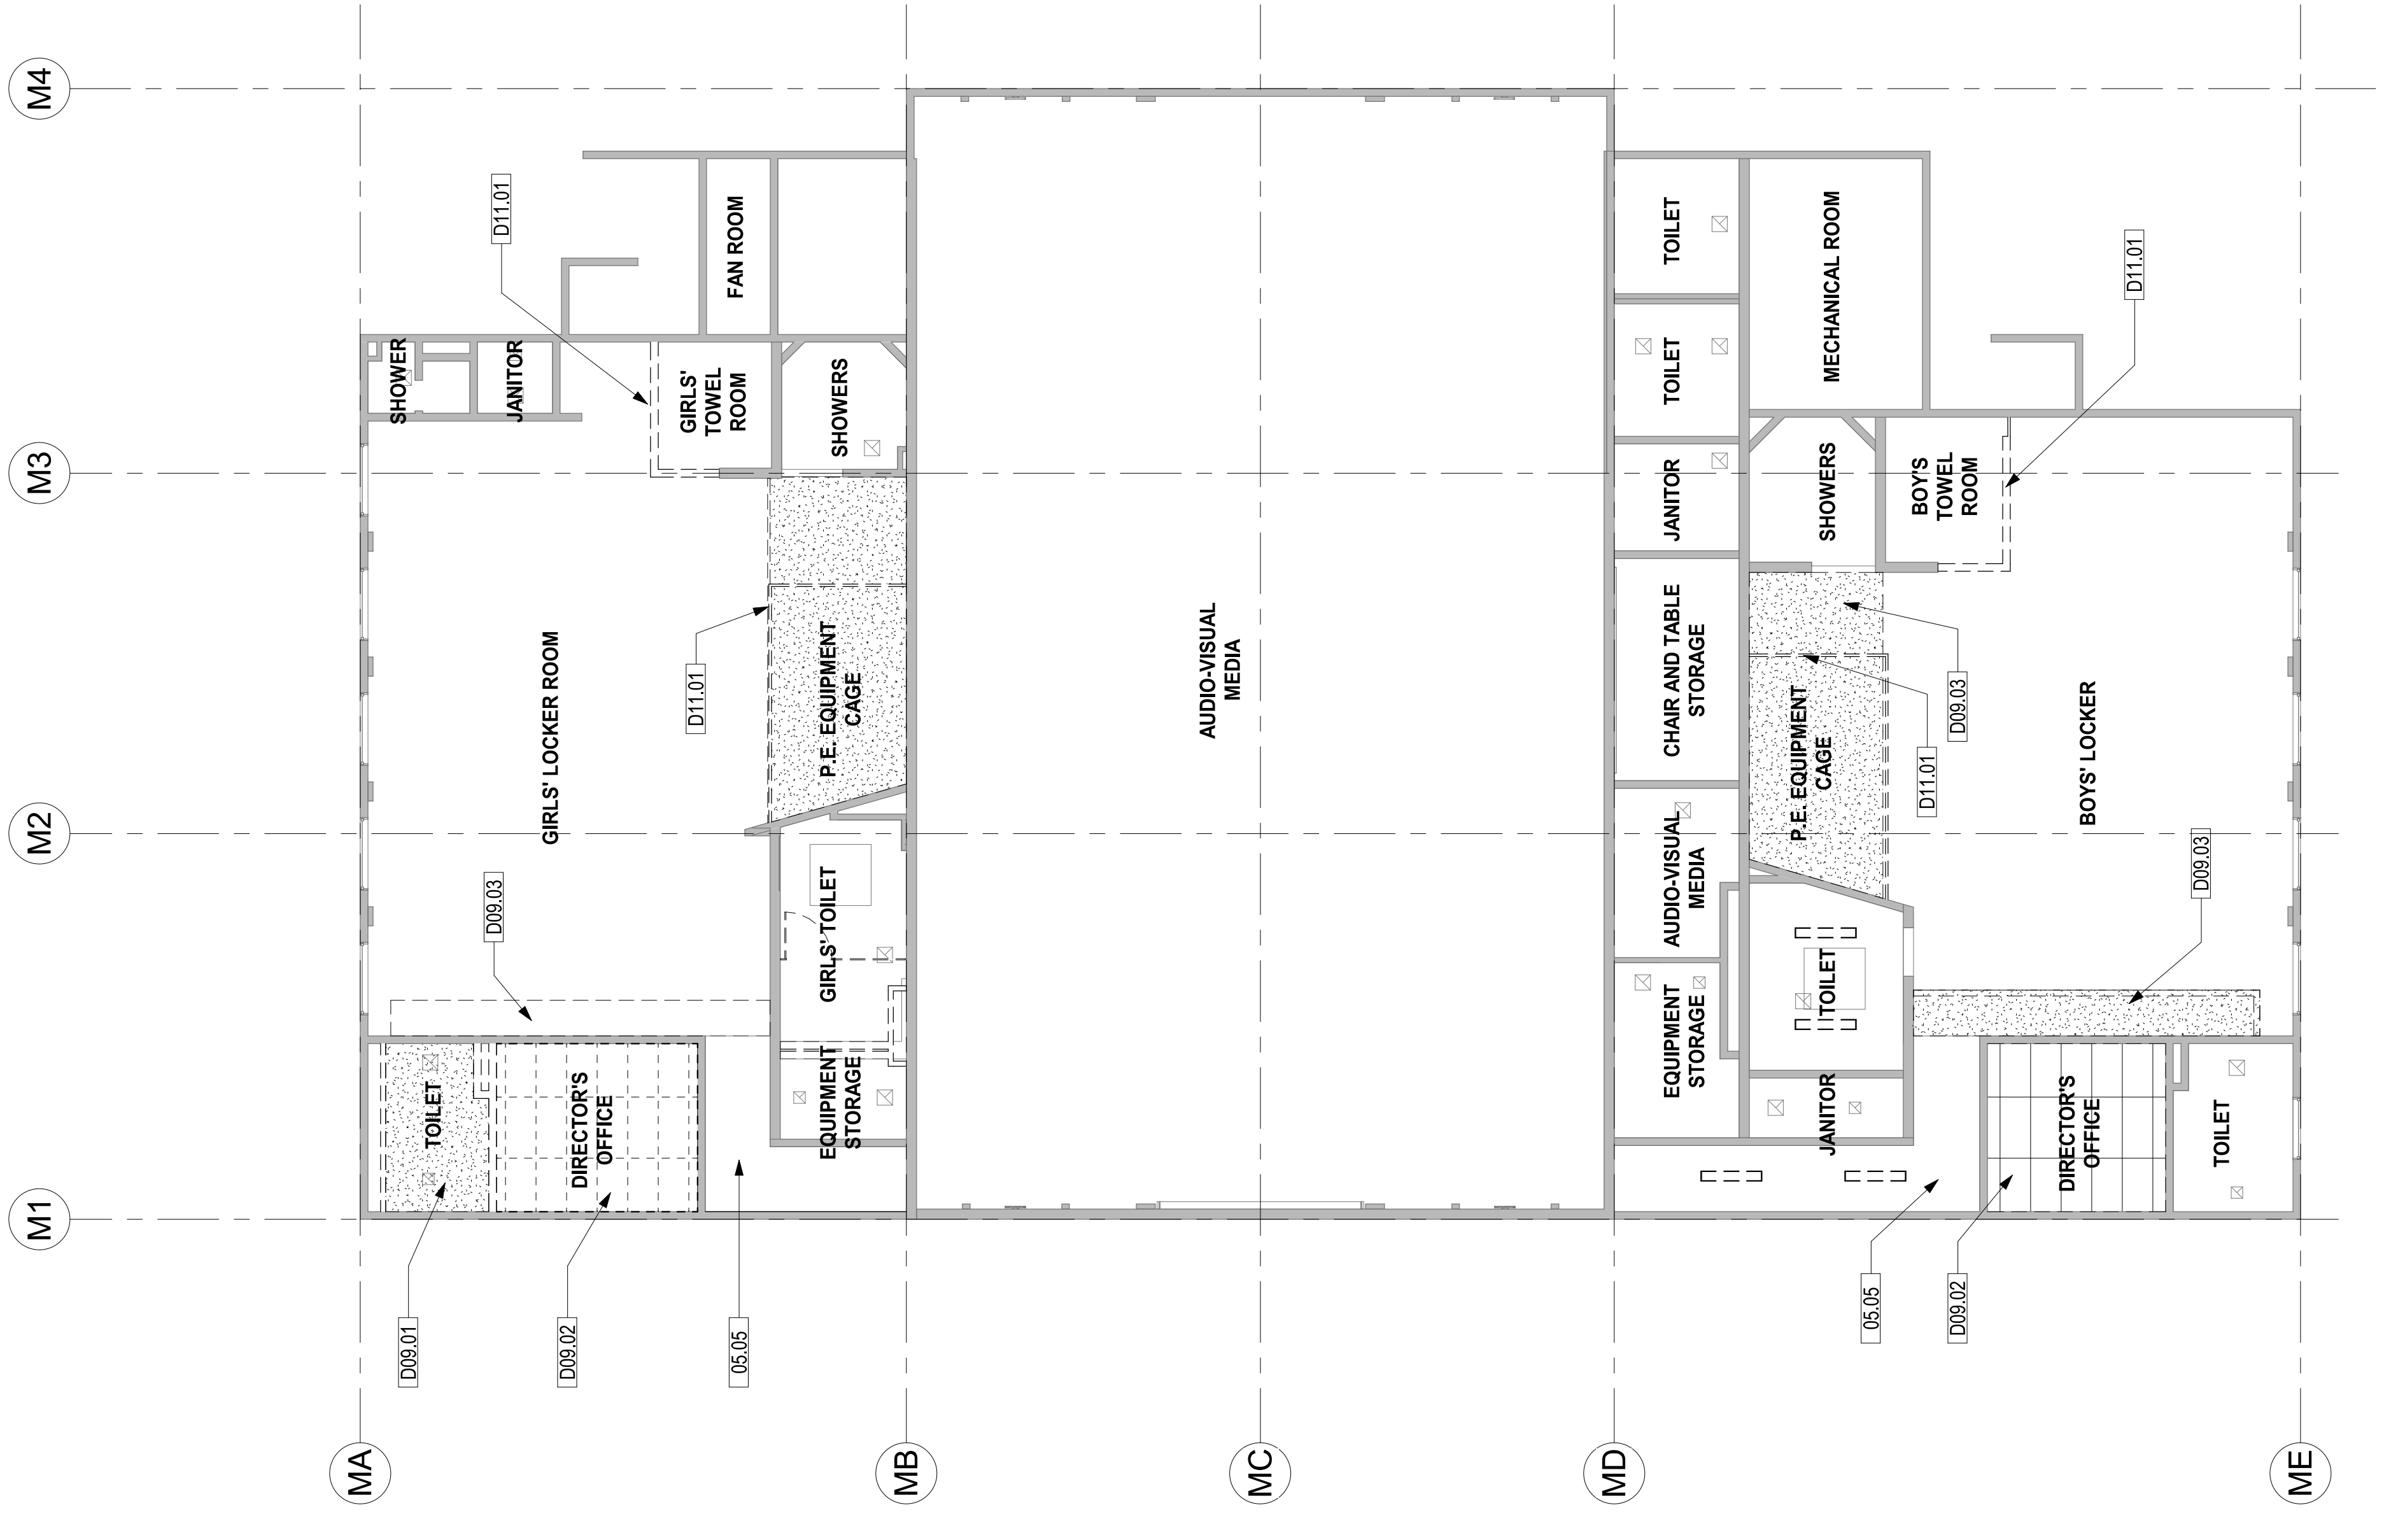 M4
M3
M2
M1
MA
MB
MC
MD
ME
D11.01
FAN ROOM
SHOWER
JANITOR
GIRLS'
TOWEL
ROOM
SHOWERS
GIRLS' LOCKER ROOM
D11.01
P.E. EQUIPMENT
CAGE
D09.03
GIRLS' TOILET
TOILET
DIRECTOR'S
OFFICE
EQUIPMENT
STORAGE
D09.01
D09.02
05.05
AUDIO-VISUAL
MEDIA
TOILET
MECHANICAL ROOM
D11.01
TOILET
JANITOR
SHOWERS
BOY'S
TOWEL
ROOM
CHAIR AND TABLE
STORAGE
P.E. EQUIPMENT
CAGE
D09.03
D11.01
BOYS' LOCKER
AUDIO-VISUAL
MEDIA
D09.03
EQUIPMENT
STORAGE
TOILET
JANITOR
DIRECTOR'S
OFFICE
TOILET
05.05
D09.02